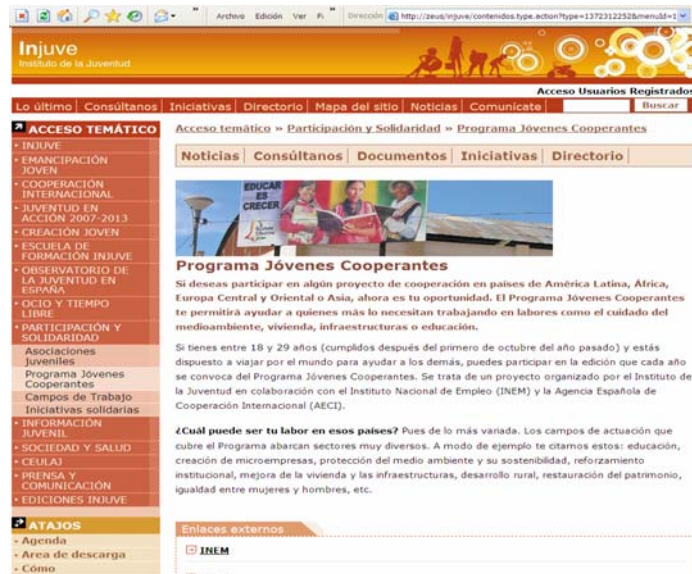 Archivo Edición Ver Dirección http://zeus/injuve/contenidos.type.action?type=1372312252&menuId=1
Injuve
Instituto de la Juventud
Acceso Usuarios Registrados
Lo último Consúltanos Iniciativas Directorio Mapa del sitio Noticias Comunícate Buscar
ACCESO TEMÁTICO
INJUVE
EMANCIPACIÓN
JOVEN
COOPERACIÓN
INTERNACIONAL
JUVENTUD EN
ACCIÓN 2007-2013
CREACIÓN JOVEN
ESCUELA DE
FORMACIÓN INJUVE
OBSERVATORIO DE
LA JUVENTUD EN
ESPAÑA
OCIO Y TIEMPO
LIBRE
PARTICIPACIÓN Y
SOLIDARIDAD
Asociaciones
juveniles
Programa Jóvenes
Cooperantes
Campos de Trabajo
Iniciativas solidarias
INFORMACIÓN
JUVENIL
SOCIEDAD Y SALUD
CEULAJ
PRENSA Y
COMUNICACIÓN
EDICIONES INJUVE
ATAJOS
Agenda
Area de descarga
Cómo
Acceso temático » Participación y Solidaridad » Programa Jóvenes Cooperantes
Noticias Consúltanos Documentos Iniciativas Directorio
EDUCAR
ES
CRECER
Programa Jóvenes Cooperantes
Si deseas participar en algún proyecto de cooperación en países de América Latina, África,
Europa Central y Oriental o Asia, ahora es tu oportunidad. El Programa Jóvenes Cooperantes
te permitirá ayudar a quienes más lo necesitan trabajando en labores como el cuidado del
medioambiente, vivienda, infraestructuras o educación.
Si tienes entre 18 y 29 años (cumplidos después del primero de octubre del año pasado) y estás
dispuesto a viajar por el mundo para ayudar a los demás, puedes participar en la edición que cada año
se convoca del Programa Jóvenes Cooperantes. Se trata de un proyecto organizado por el Instituto de
la Juventud en colaboración con el Instituto Nacional de Empleo (INEM) y la Agencia Española de
Cooperación Internacional (AECI).
¿Cuál puede ser tu labor en esos países? Pues de lo más variada. Los campos de actuación que
cubre el Programa abarcan sectores muy diversos. A modo de ejemplo te citamos estos: educación,
creación de microempresas, protección del medio ambiente y su sostenibilidad, reforzamiento
institucional, mejora de la vivienda y las infraestructuras, desarrollo rural, restauración del patrimonio,
igualdad entre mujeres y hombres, etc.
Enlaces externos
INEM